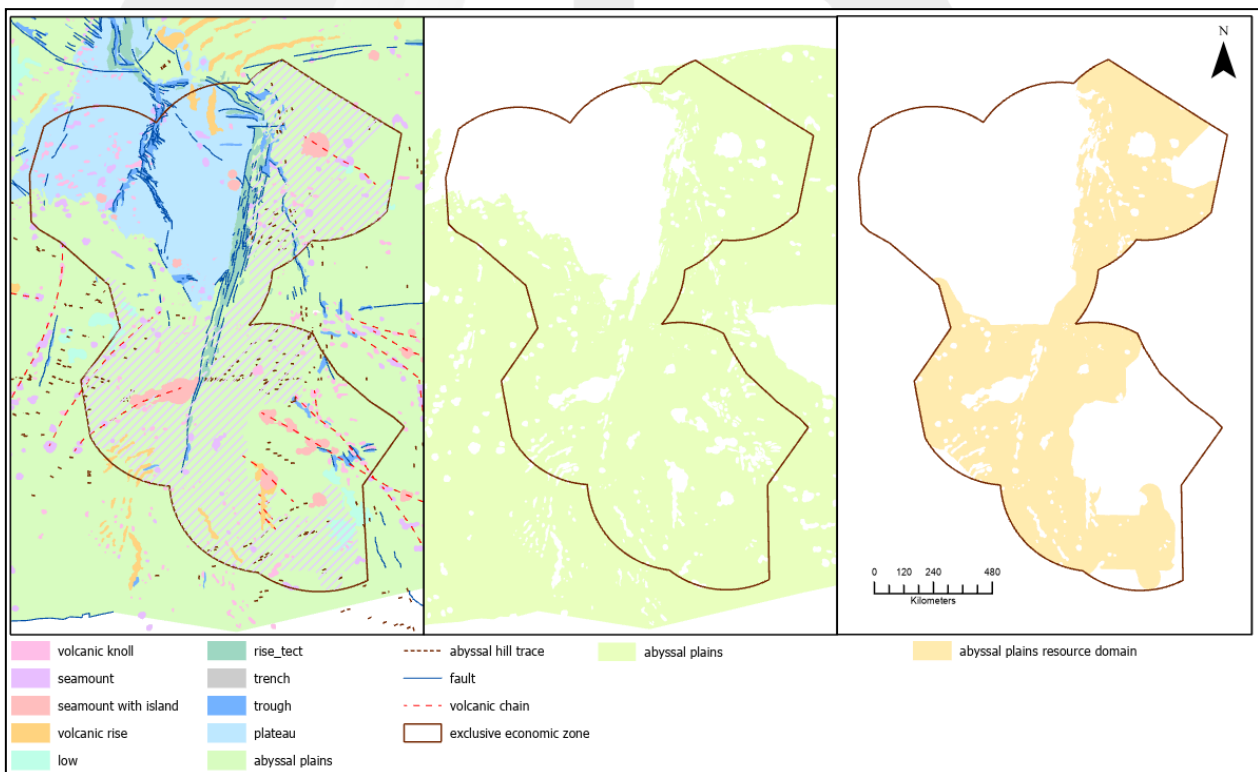 N
0 120 240 480
Kilometers
volcanic knoll
seamount
seamount with island
volcanic rise
low
rise_tect
trench
trough
plateau
abyssal plains
abyssal hill trace
fault
volcanic chain
exclusive economic zone
abyssal plains
abyssal plains resource domain